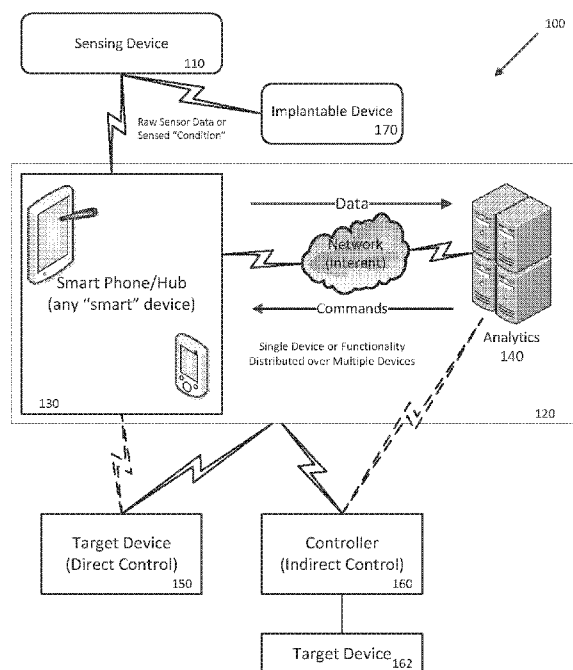 100
Sensing Device
110
Raw Sensor Data or
Sensed "Condition"
Implantable Device
170
Data
Network
(Internet)
Smart Phone/Hub
(any "smart" device)
Commands
Single Device or Functionality
Distributed over Multiple Devices
Analytics
140
130
120
Target Device
(Direct Control)
150
Controller
(Indirect Control)
160
Target Device
162